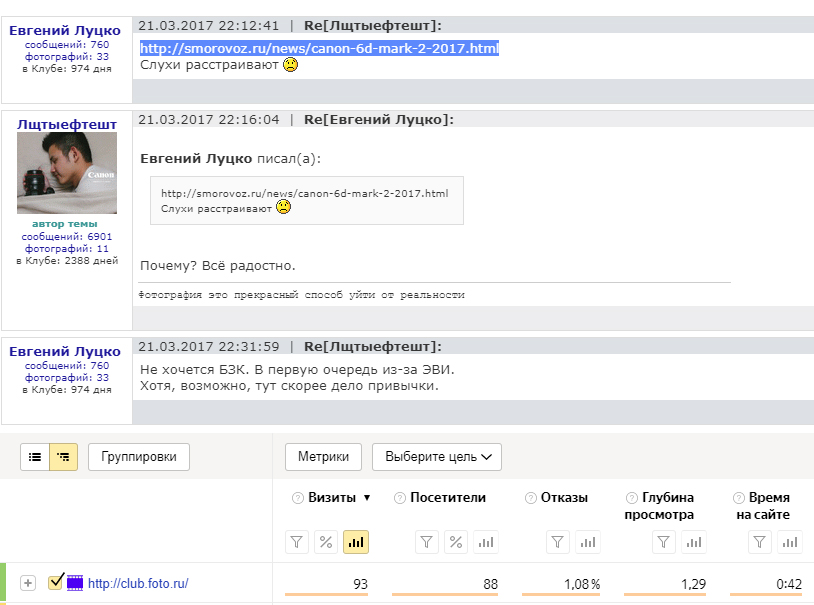 Евгений Луцко
сообщений: 760
фотографий: 33
в Клубе: 974 дня
21.03.2017 22:12:41 | Re[Лщтыефтешт]:
http://smorovoz.ru/news/canon-6d-mark-2-2017.html
Слухи расстраивают
Лщтыефтешт
Canon
автор темы
сообщений: 6901
фотографий: 11
в Клубе: 2388 дней
21.03.2017 22:16:04 | Re[Евгений Луцко]:
Евгений Луцко писал(а):
http://smorovoz.ru/news/canon-6d-mark-2-2017.html
Слухи расстраивают
Почему? Всё радостно.
Фотография это прекрасный способ уйти от реальности
Евгений Луцко
сообщений: 760
фотографий: 33
в Клубе: 974 дня
21.03.2017 22:31:59 | Re[Лщтыефтешт]:
Не хочется БЗК. В первую очередь из-за ЭВИ.
Хотя, возможно, тут скорее дело привычки.
Группировки Метрики Выберите цель
? Визиты ▼ ? Посетители ? Отказы ? Глубина просмотра ? Время на сайте
% %
+ http://club.foto.ru/ 93 88 1,08 % 1,29 0:42